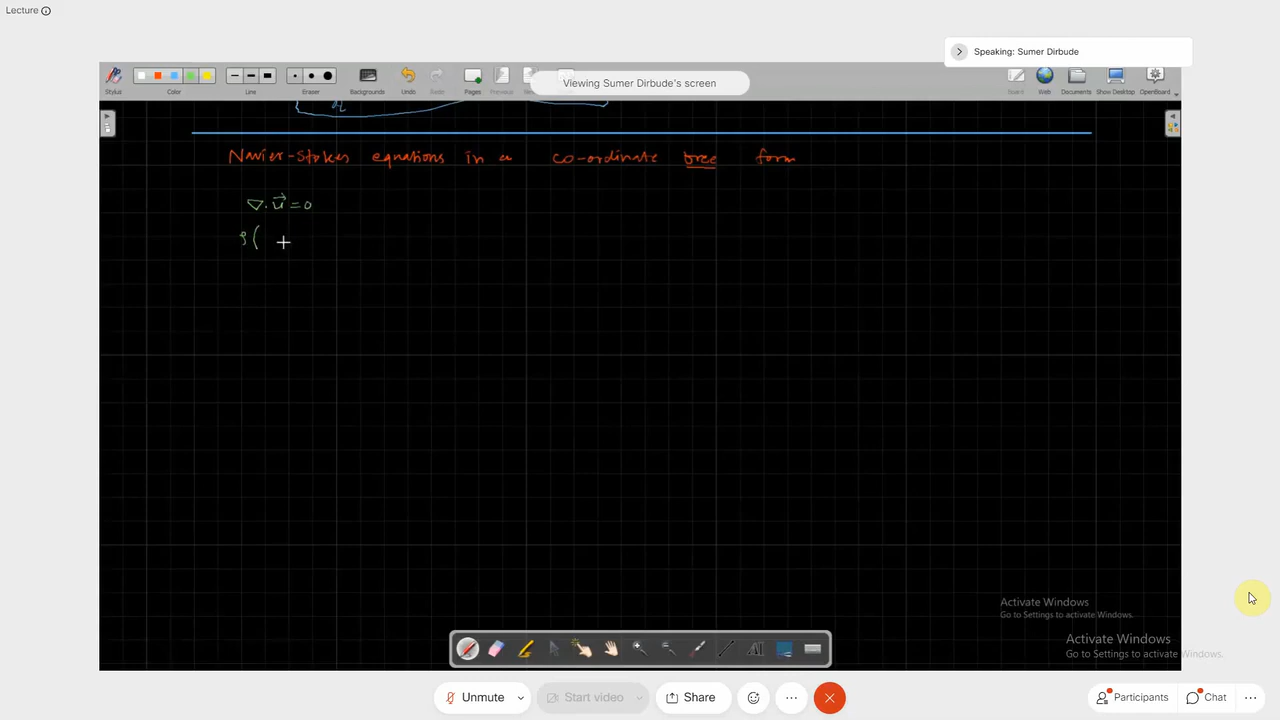 Lecture
Speaking: Sumer Dirbude
Viewing Sumer Dirbude's screen
Stylus Color Line Eraser Backgrounds Undo Redo Pages Previous Board Web Documents Show Desktop OpenBoard
Navier-Stokes equations in a co-ordinate free form
∇.u⃗=0
ρ(
Activate Windows
Go to Settings to activate Windows.
Activate Windows
Go to Settings to activate Windows.
Unmute Start video Share Participants Chat